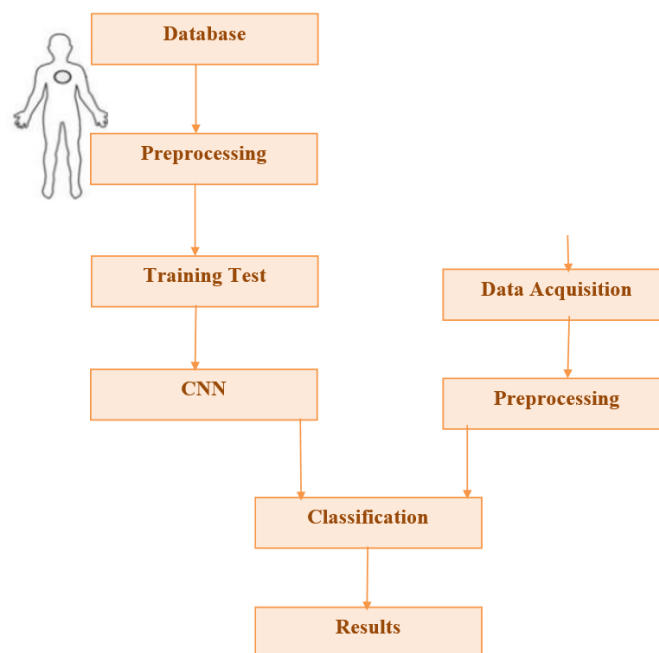 Database
Preprocessing
Training Test
CNN
Data Acquisition
Preprocessing
Classification
Results